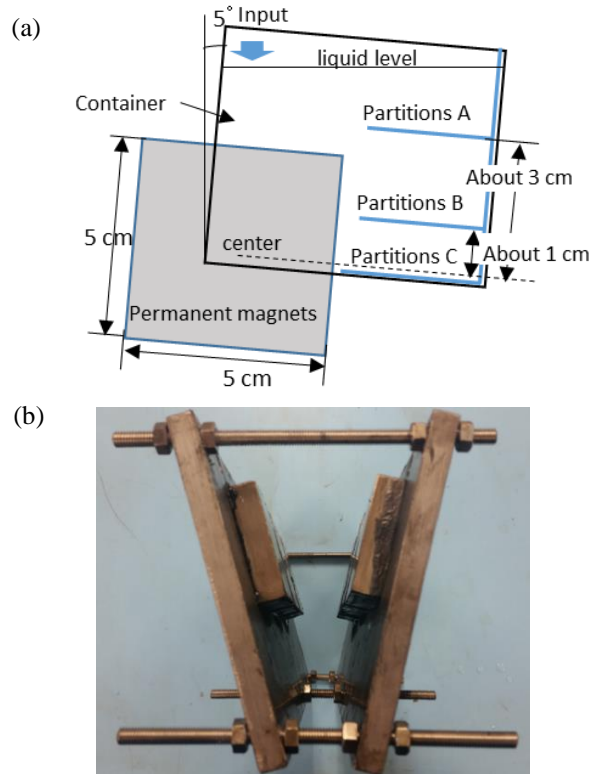 (a)
5° Input
liquid level
Container
Partitions A
About 3 cm
Partitions B
5 cm
center
Partitions C
About 1 cm
Permanent magnets
5 cm
(b)